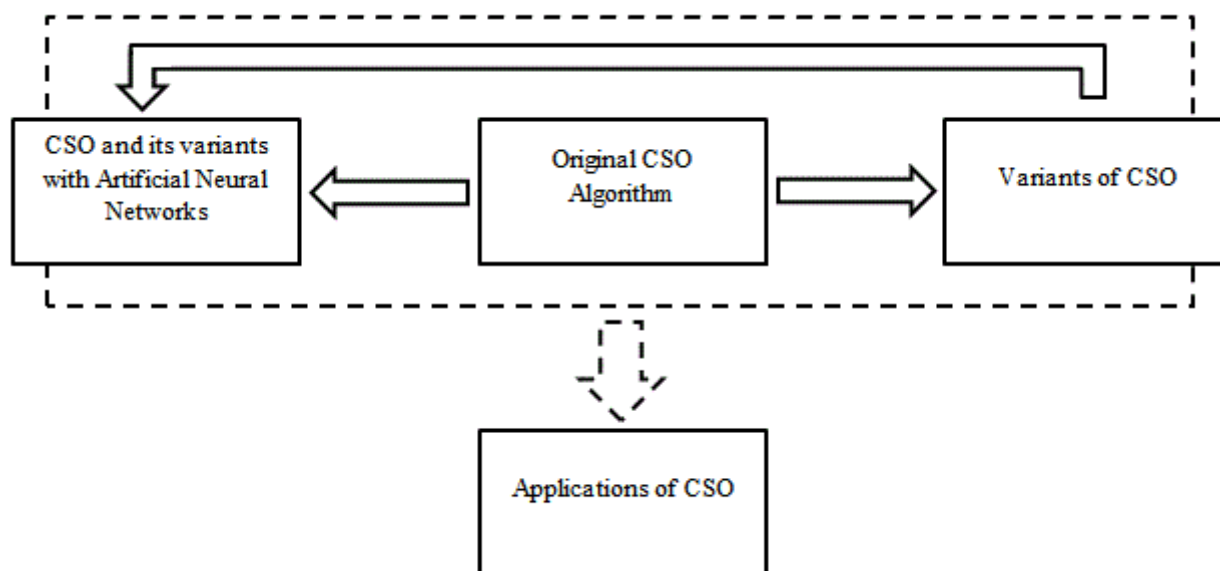 CSO and its variants
with Artificial Neural
Networks
Original CSO
Algorithm
Variants of CSO
Applications of CSO